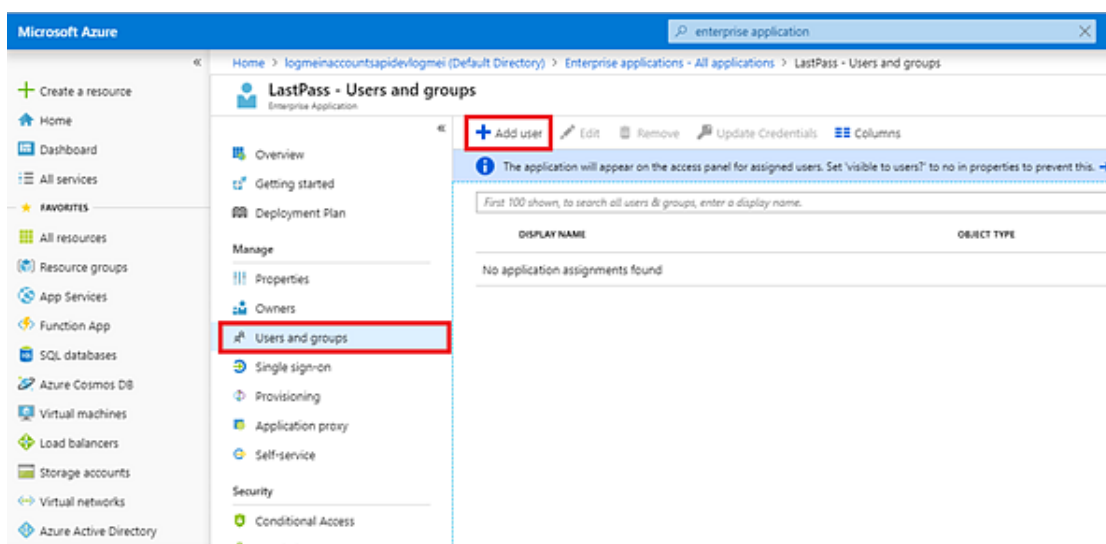 Microsoft Azure
enterprise application
Home > logmeinaccountsapidevlogmei (Default Directory) > Enterprise applications - All applications > LastPass - Users and groups
LastPass - Users and groups
Enterprise Application
Create a resource
Home
Dashboard
All services
FAVORITES
All resources
Resource groups
App Services
Function App
SQL databases
Azure Cosmos DB
Virtual machines
Load balancers
Storage accounts
Virtual networks
Azure Active Directory
Overview
Getting started
Deployment Plan
Manage
Properties
Owners
Users and groups
Single sign-on
Provisioning
Application proxy
Self-service
Security
Conditional Access
Add user Edit Remove Update Credentials Columns
The application will appear on the access panel for assigned users. Set 'visible to users?' to no in properties to prevent this.
First 100 shown, to search all users & groups, enter a display name.
DISPLAY NAME OBJECT TYPE
No application assignments found